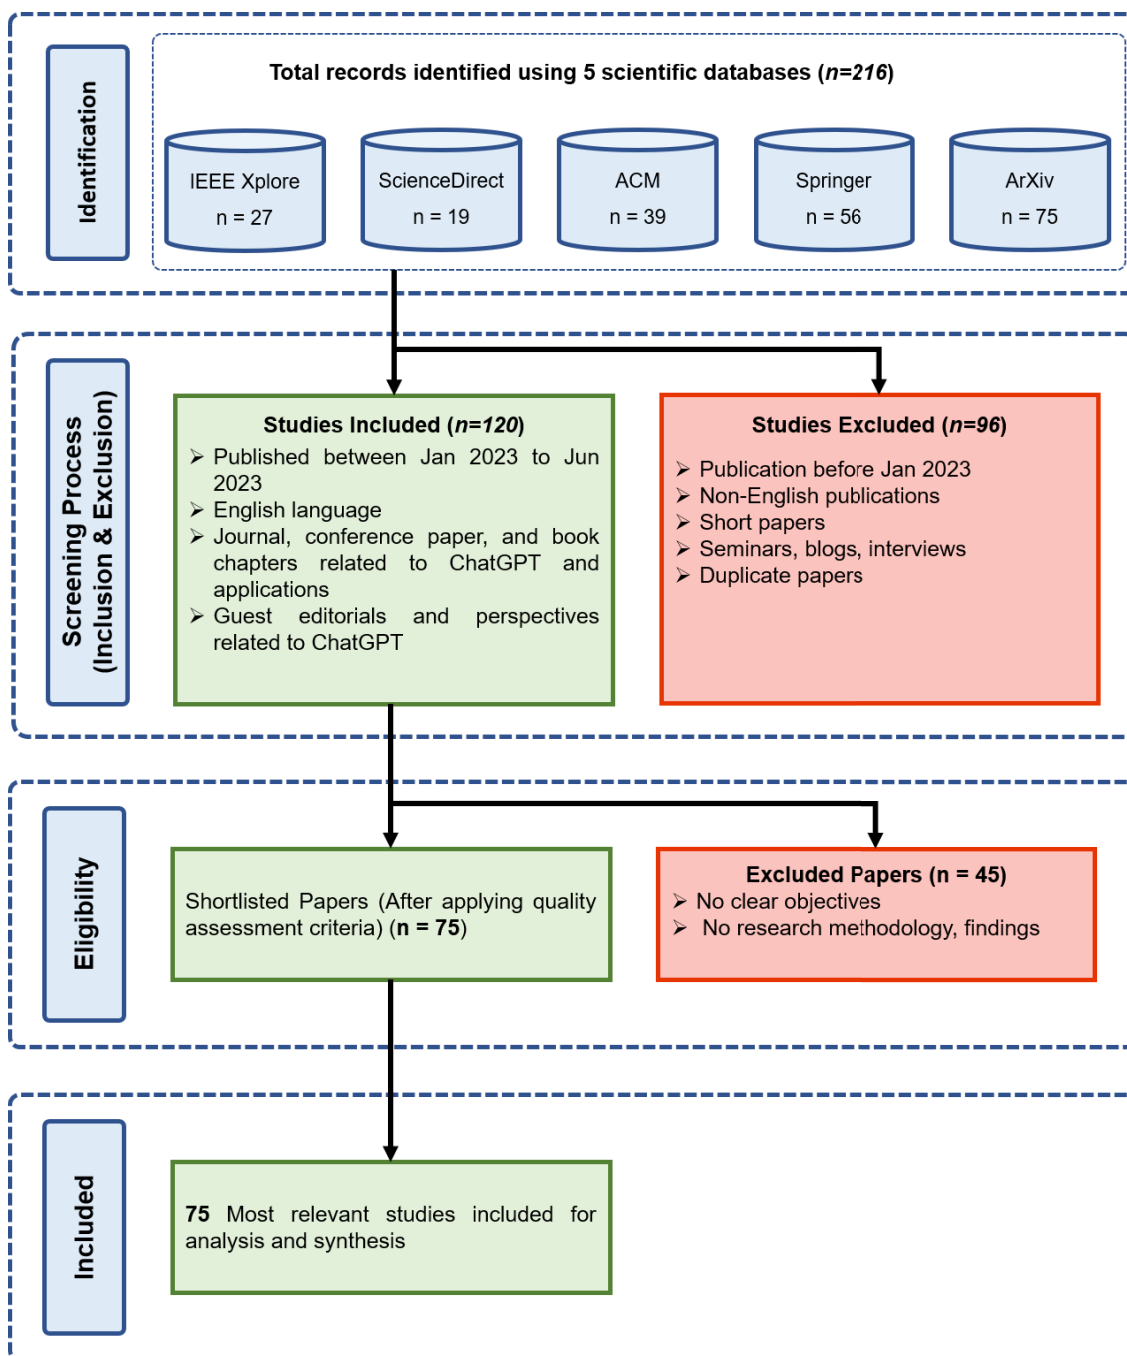 Identification
Total records identified using 5 scientific databases (n=216)
IEEE Xplore
n = 27
ScienceDirect
n = 19
ACM
n = 39
Springer
n = 56
ArXiv
n = 75
Screening Process
(Inclusion & Exclusion)
Studies Included (n=120)
➢ Published between Jan 2023 to Jun
2023
➢ English language
➢ Journal, conference paper, and book
chapters related to ChatGPT and
applications
➢ Guest editorials and perspectives
related to ChatGPT
Studies Excluded (n=96)
➢ Publication before Jan 2023
➢ Non-English publications
➢ Short papers
➢ Seminars, blogs, interviews
➢ Duplicate papers
Eligibility
Shortlisted Papers (After applying quality
assessment criteria) (n = 75)
Excluded Papers (n = 45)
➢ No clear objectives
➢ No research methodology, findings
Included
75 Most relevant studies included for
analysis and synthesis